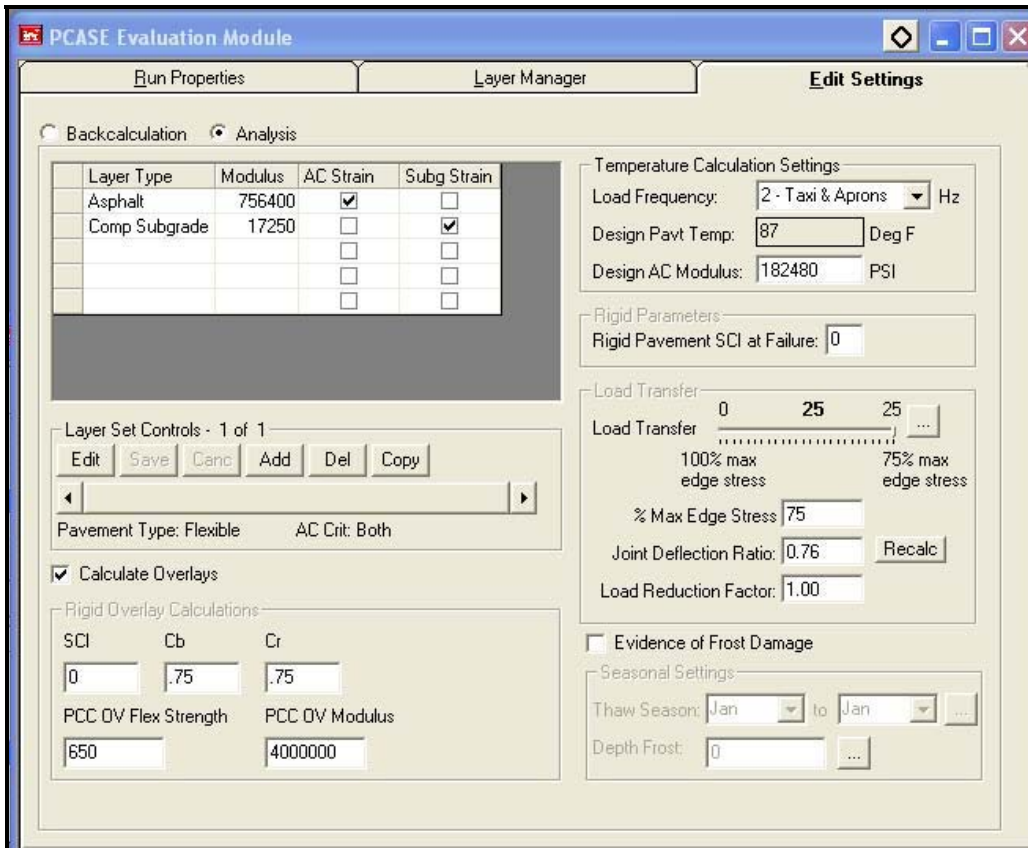 PCASE Evaluation Module
Run Properties
Layer Manager
Edit Settings
Backcalculation Analysis
Layer Type Modulus AC Strain Subg Strain
Asphalt 756400
Comp Subgrade 17250
Layer Set Controls - 1 of 1
Edit Save Canc Add Del Copy
Pavement Type: Flexible AC Crit: Both
Calculate Overlays
Rigid Overlay Calculations
SCI Cb Cr
0 .75 .75
PCC OV Flex Strength PCC OV Modulus
650 4000000
Temperature Calculation Settings
Load Frequency: 2 - Taxi & Aprons Hz
Design Pavt Temp: 87 Deg F
Design AC Modulus: 182480 PSI
Rigid Parameters
Rigid Pavement SCI at Failure: 0
Load Transfer
0 25 25
Load Transfer ...
100% max 75% max
edge stress edge stress
% Max Edge Stress 75
Joint Deflection Ratio: 0.76 Recalc
Load Reduction Factor: 1.00
Evidence of Frost Damage
Seasonal Settings
Thaw Season: Jan to Jan ...
Depth Frost: 0 ...